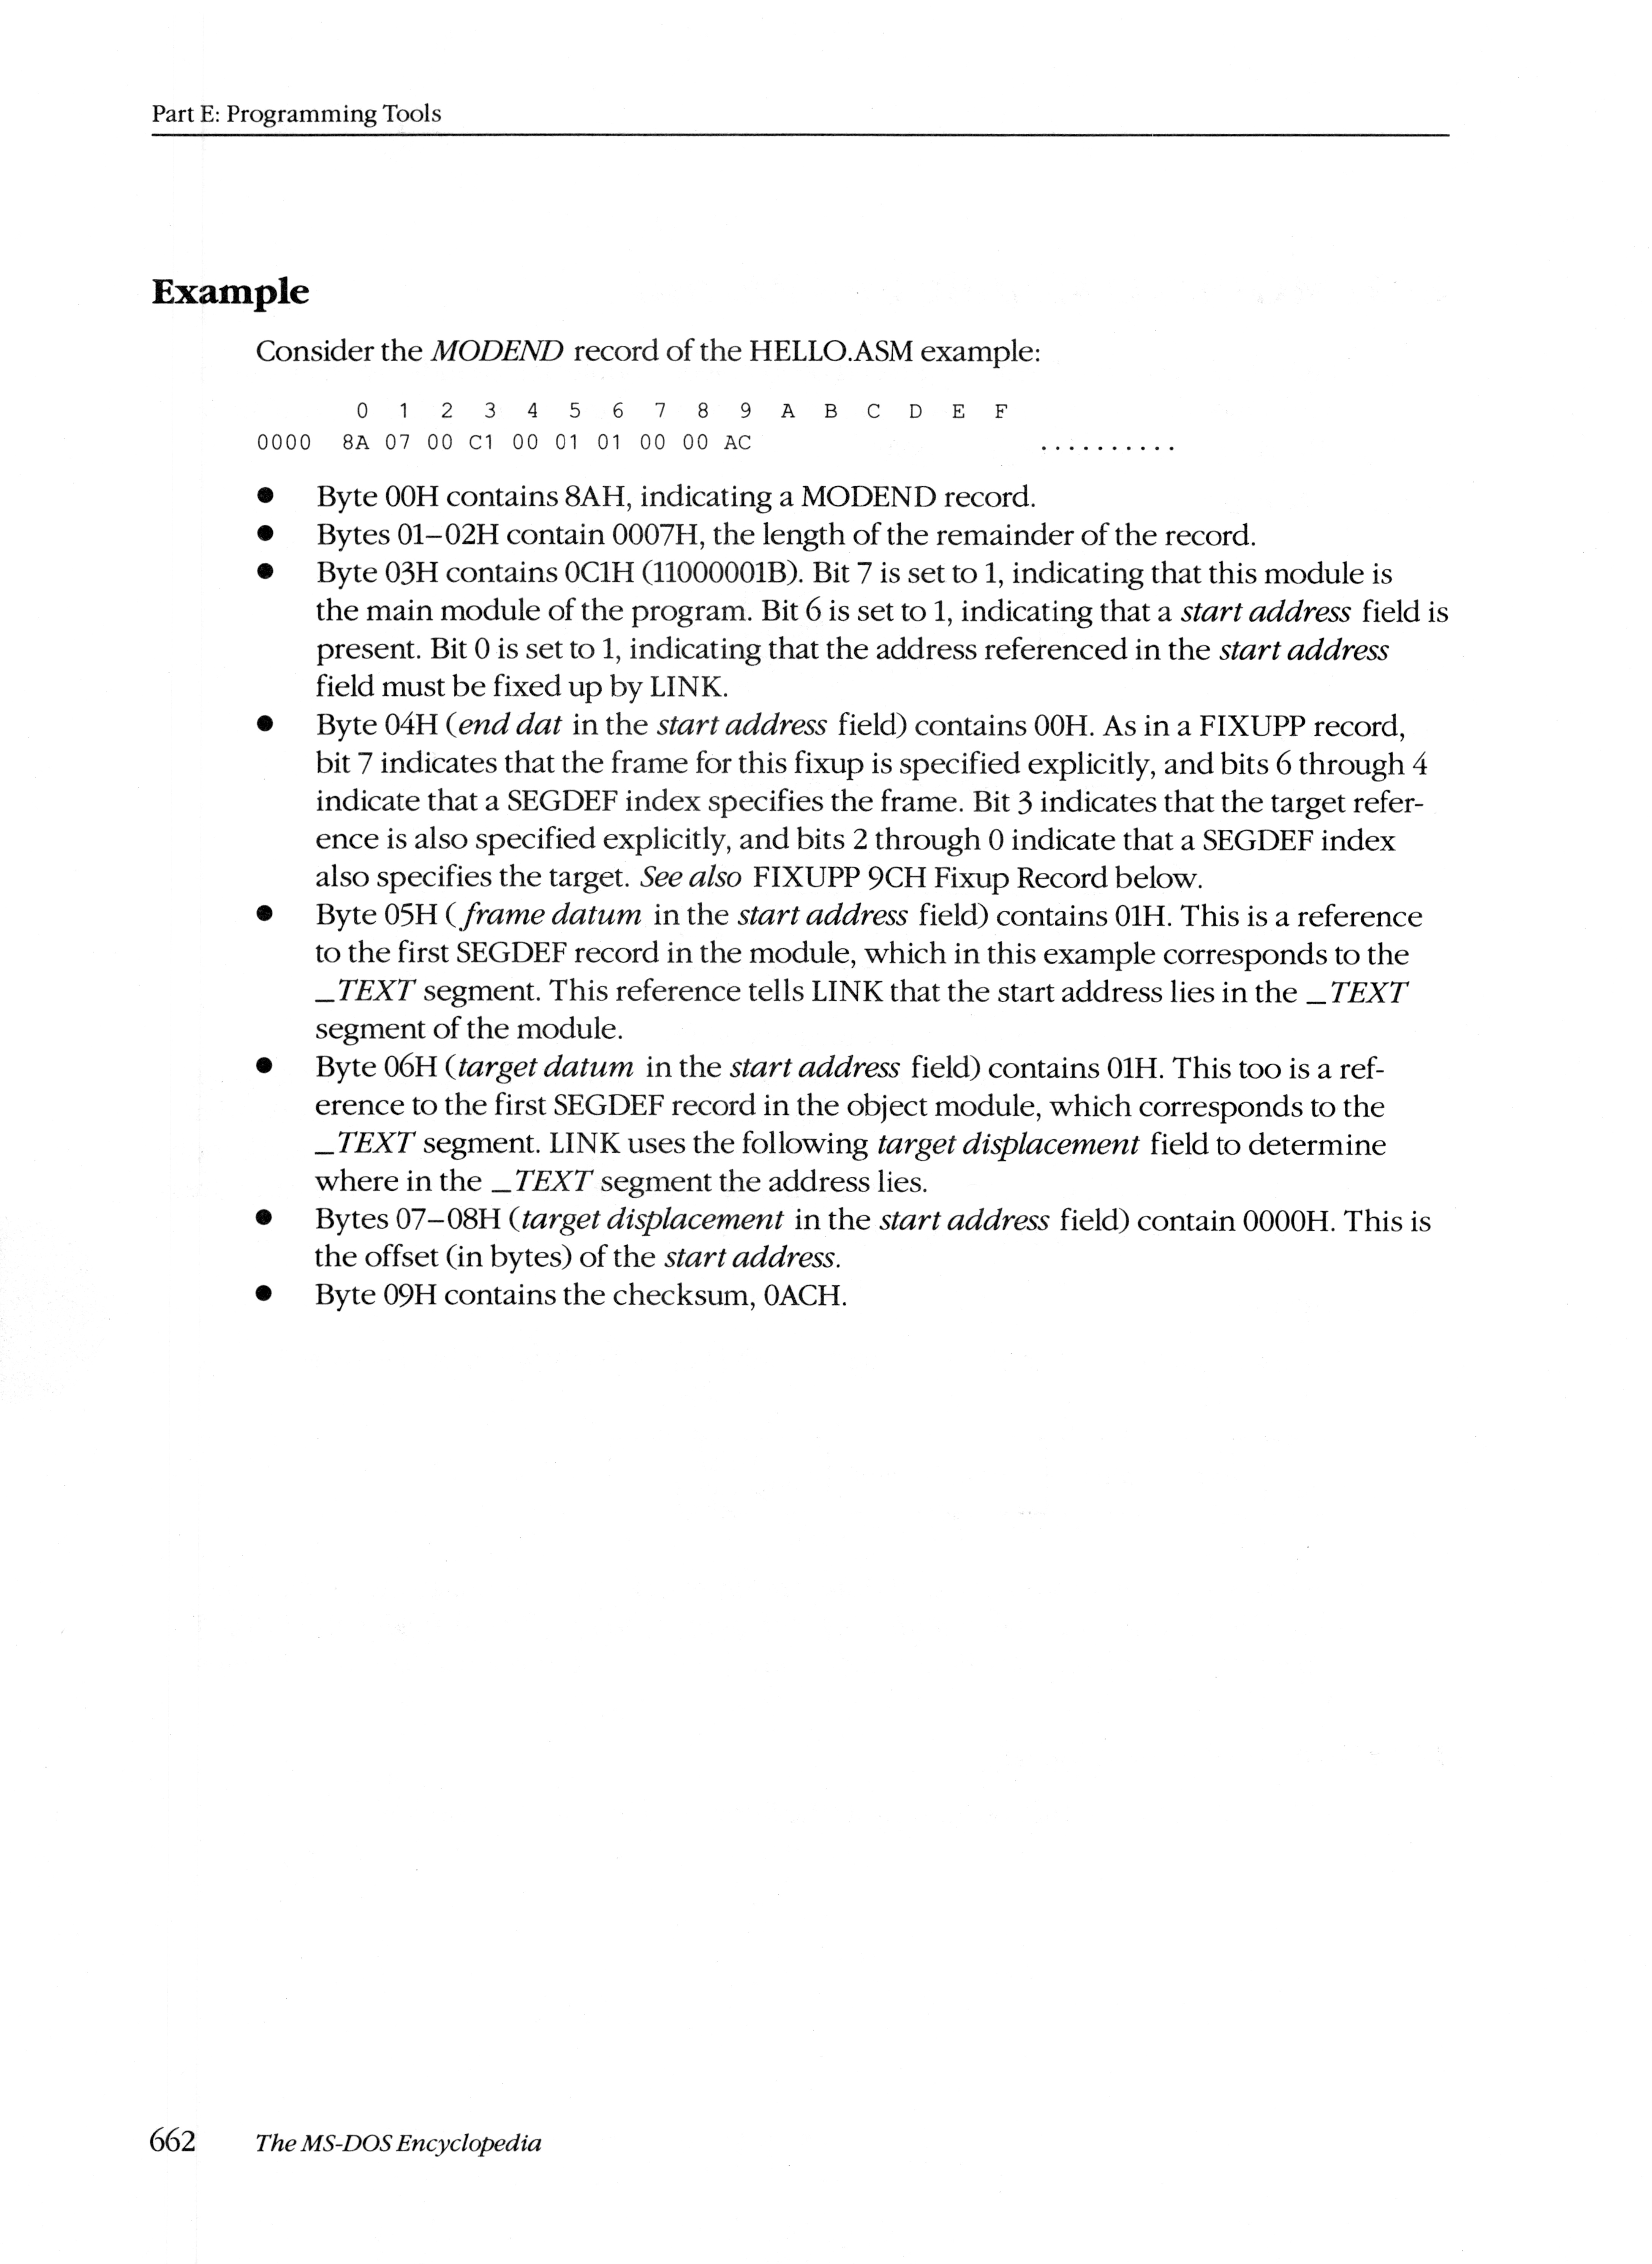 Part E: Programming Tools
Example
Consider the MODEND record of the HELLO.ASM example:
0 1 2 3 4 5 6 7 8 9 A B C D E F
0000 8A 07 00 C1 00 01 01 00 00 AC ..........
● Byte 00H contains 8AH, indicating a MODEND record.
● Bytes 01–02H contain 0007H, the length of the remainder of the record.
● Byte 03H contains 0C1H (11000001B). Bit 7 is set to 1, indicating that this module is
the main module of the program. Bit 6 is set to 1, indicating that a start address field is
present. Bit 0 is set to 1, indicating that the address referenced in the start address
field must be fixed up by LINK.
● Byte 04H (end dat in the start address field) contains 00H. As in a FIXUPP record,
bit 7 indicates that the frame for this fixup is specified explicitly, and bits 6 through 4
indicate that a SEGDEF index specifies the frame. Bit 3 indicates that the target refer-
ence is also specified explicitly, and bits 2 through 0 indicate that a SEGDEF index
also specifies the target. See also FIXUPP 9CH Fixup Record below.
● Byte 05H (frame datum in the start address field) contains 01H. This is a reference
to the first SEGDEF record in the module, which in this example corresponds to the
_TEXT segment. This reference tells LINK that the start address lies in the _TEXT
segment of the module.
● Byte 06H (target datum in the start address field) contains 01H. This too is a ref-
erence to the first SEGDEF record in the object module, which corresponds to the
_TEXT segment. LINK uses the following target displacement field to determine
where in the _TEXT segment the address lies.
● Bytes 07–08H (target displacement in the start address field) contain 0000H. This is
the offset (in bytes) of the start address.
● Byte 09H contains the checksum, 0ACH.
662 The MS-DOS Encyclopedia